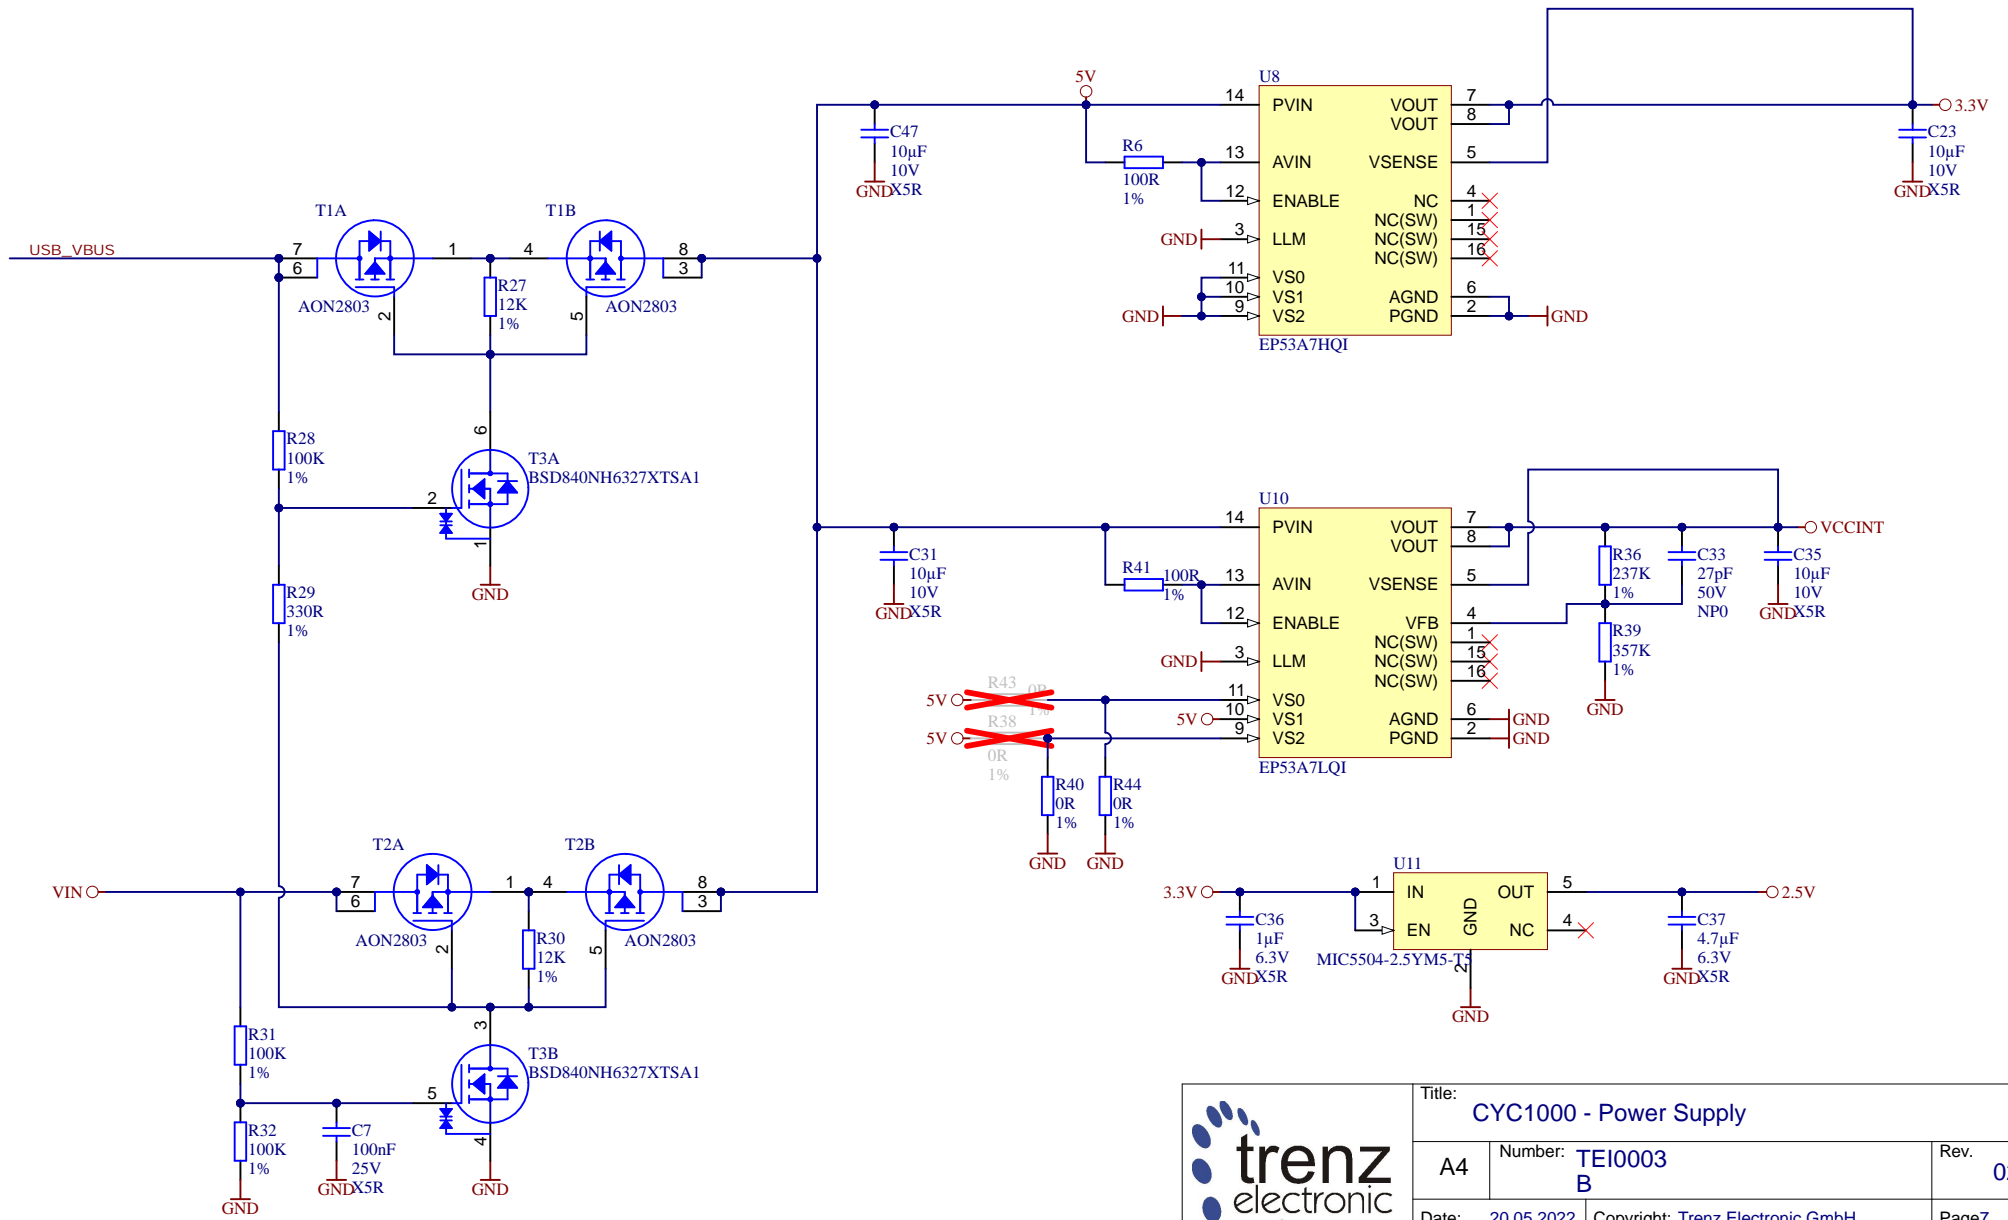 5V
U8
14
PVIN
VOUT
7
VOUT
8
3.3V
C47
10µF
10V
X5R
GND
R6
100R
1%
13
AVIN
VSENSE
5
C23
10µF
10V
X5R
GND
12
ENABLE
NC
4
NC(SW)
1
GND
3
LLM
NC(SW)
15
NC(SW)
16
11
VS0
10
VS1
AGND
6
GND
9
VS2
PGND
2
GND
EP53A7HQI
T1A
T1B
USB_VBUS
7
6
1
4
8
3
R27
12K
1%
AON2803
2
5
AON2803
R28
100K
1%
6
T3A
BSD840NH6327XTSA1
2
1
GND
R29
330R
1%
U10
14
PVIN
VOUT
7
VOUT
8
VCCINT
C31
10µF
10V
X5R
GND
R41
100R
1%
13
AVIN
VSENSE
5
R36
237K
1%
C33
27pF
50V
NP0
C35
10µF
10V
X5R
GND
12
ENABLE
VFB
4
NC(SW)
1
R39
357K
1%
GND
GND
3
LLM
NC(SW)
15
NC(SW)
16
R43
0R
1%
5V
11
VS0
5V
10
VS1
AGND
6
GND
R38
0R
1%
5V
9
VS2
PGND
2
GND
EP53A7LQI
R40
0R
1%
GND
R44
0R
1%
GND
T2A
T2B
VIN
7
6
1
4
8
3
R30
12K
1%
AON2803
2
5
AON2803
U11
3.3V
1
IN
OUT
5
2.5V
3
EN
GND
NC
4
C36
1µF
6.3V
X5R
GND
MIC5504-2.5YM5-T5
2
GND
C37
4.7µF
6.3V
X5R
GND
R31
100K
1%
3
T3B
BSD840NH6327XTSA1
5
4
GND
R32
100K
1%
GND
C7
100nF
25V
X5R
GND
trenz
electronic
Title:
CYC1000 - Power Supply
A4
Number: TEI0003
B
Rev.
Date: 20.05.2022
Copyright: Trenz Electronic GmbH
Page7